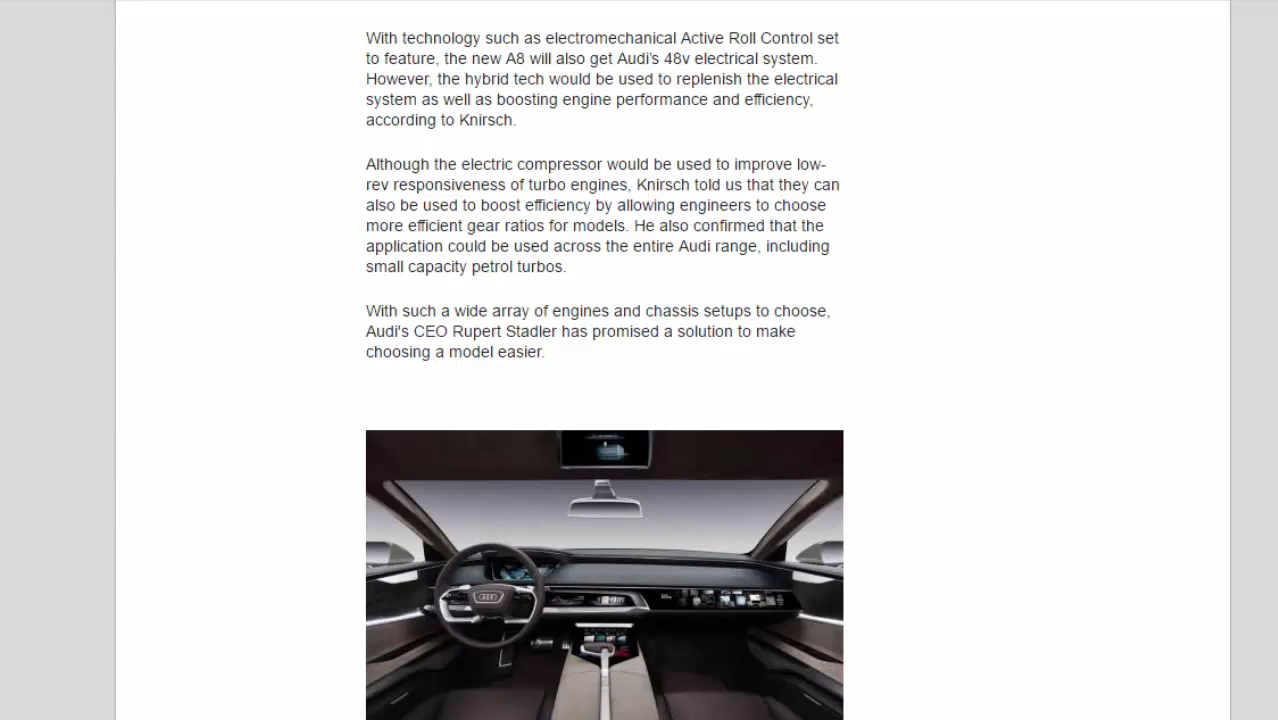 With technology such as electromechanical Active Roll Control set
to feature, the new A8 will also get Audi's 48v electrical system.
However, the hybrid tech would be used to replenish the electrical
system as well as boosting engine performance and efficiency,
according to Knirsch.
Although the electric compressor would be used to improve low-
rev responsiveness of turbo engines, Knirsch told us that they can
also be used to boost efficiency by allowing engineers to choose
more efficient gear ratios for models. He also confirmed that the
application could be used across the entire Audi range, including
small capacity petrol turbos.
With such a wide array of engines and chassis setups to choose,
Audi's CEO Rupert Stadler has promised a solution to make
choosing a model easier.